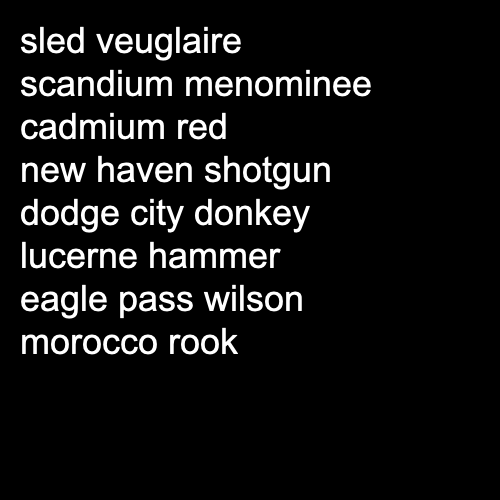 sled veuglaire
scandium menominee
cadmium red
new haven shotgun
dodge city donkey
lucerne hammer
eagle pass wilson
morocco rook